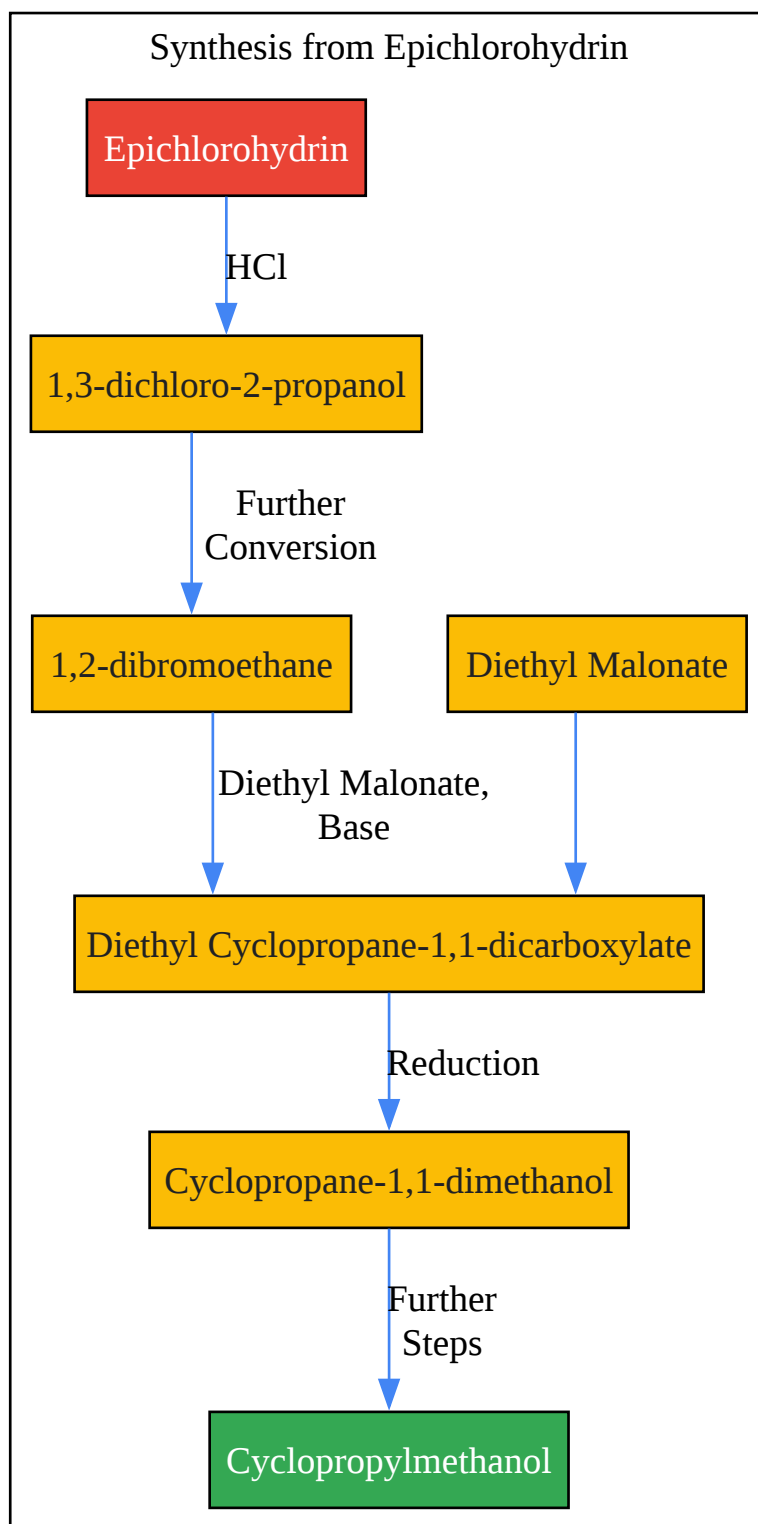 Synthesis from Epichlorohydrin
Epichlorohydrin
HCl
1,3-dichloro-2-propanol
Further
Conversion
1,2-dibromoethane
Diethyl Malonate
Diethyl Malonate,
Base
Diethyl Cyclopropane-1,1-dicarboxylate
Reduction
Cyclopropane-1,1-dimethanol
Further
Steps
Cyclopropylmethanol